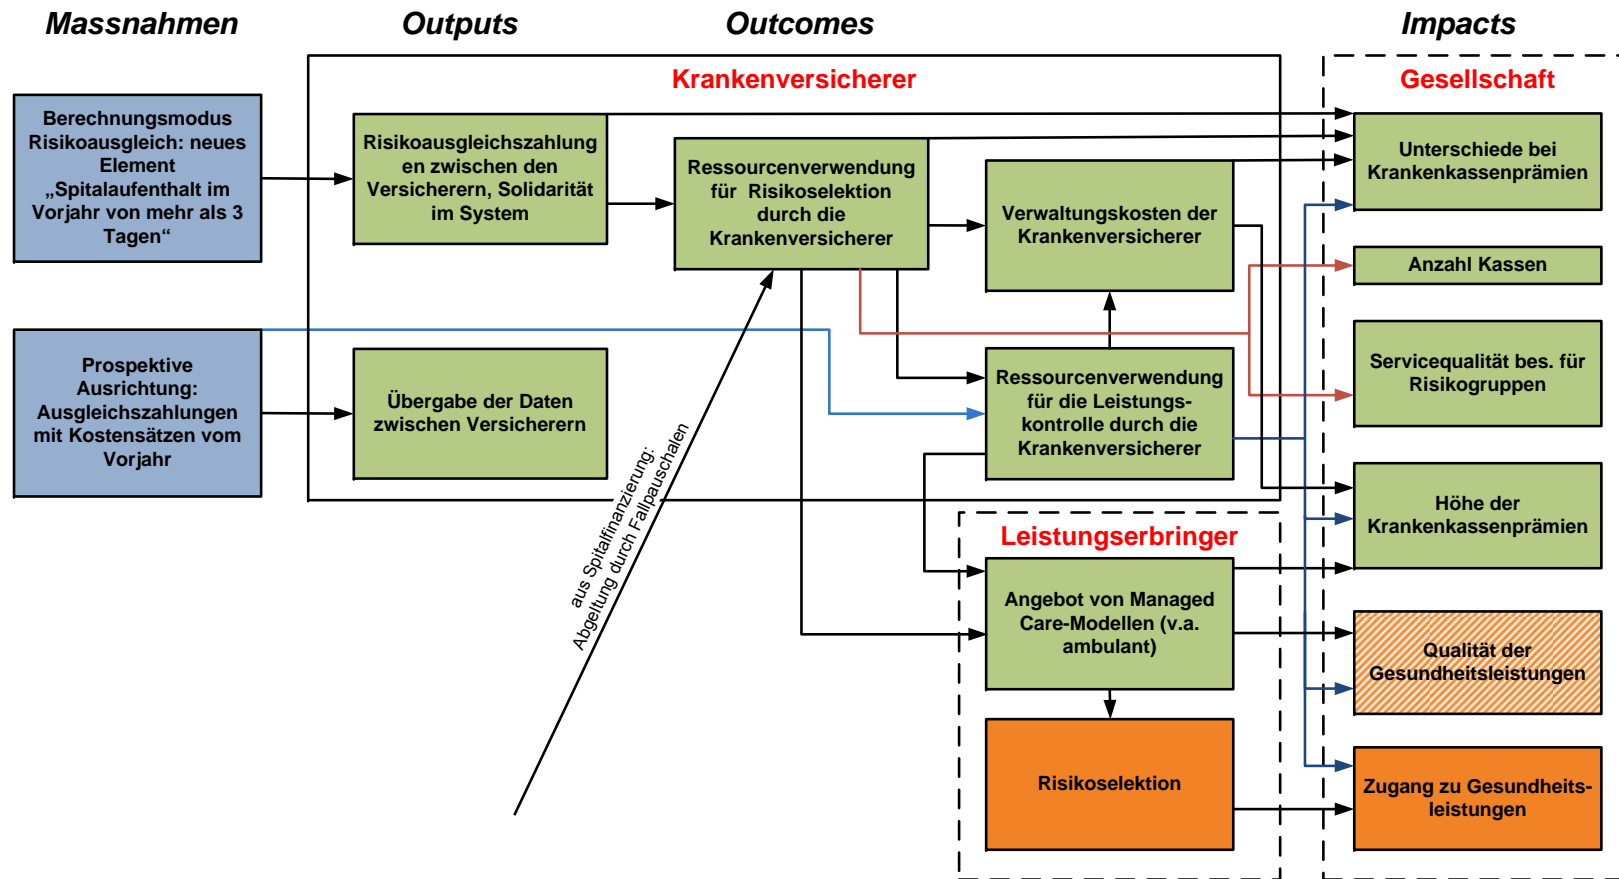 Massnahmen
Outputs
Outcomes
Impacts
Krankenversicherer
Gesellschaft
Berechnungsmodus
Risikoausgleich: neues
Element
„Spitalaufenthalt im
Vorjahr von mehr als 3
Tagen“
Risikoausgleichszahlung
en zwischen den
Versicherern, Solidarität
im System
Ressourcenverwendung
für Risikoselektion
durch die
Krankenversicherer
Verwaltungskosten der
Krankenversicherer
Unterschiede bei
Krankenkassenprämien
Anzahl Kassen
Prospektive
Ausrichtung:
Ausgleichszahlungen
mit Kostensätzen vom
Vorjahr
Übergabe der Daten
zwischen Versicherern
Ressourcenverwendung
für die Leistungs-
kontrolle durch die
Krankenversicherer
Servicequalität bes. für
Risikogruppen
aus Spitalfinanzierung:
Abgeltung durch Fallpauschalen
Höhe der
Krankenkassenprämien
Leistungserbringer
Angebot von Managed
Care-Modellen (v.a.
ambulant)
Qualität der
Gesundheitsleistungen
Risikoselektion
Zugang zu Gesundheits-
leistungen